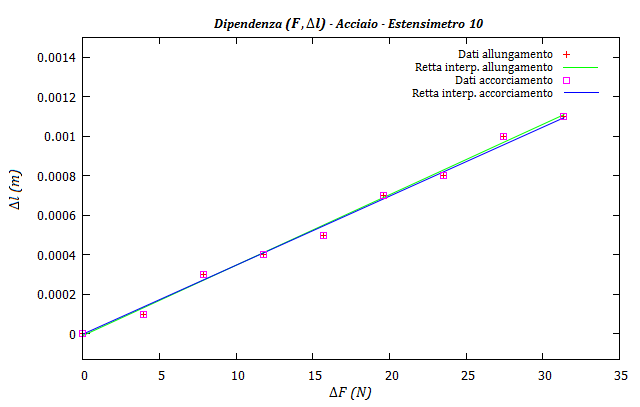 Dipendenza (F, Δl) - Acciaio - Estensimetro 10
Dati allungamento
Retta interp. allungamento
Dati accorciamento
Retta interp. accorciamento
0.0014
0.0012
0.001
0.0008
0.0006
0.0004
0.0002
0
Δl (m)
0 5 10 15 20 25 30 35
ΔF (N)